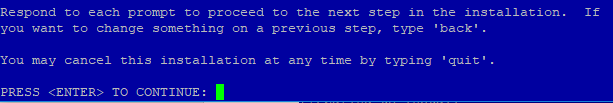 Respond to each prompt to proceed to the next step in the installation.  If
you want to change something on a previous step, type 'back'.
You may cancel this installation at any time by typing 'quit'.
PRESS <ENTER> TO CONTINUE: